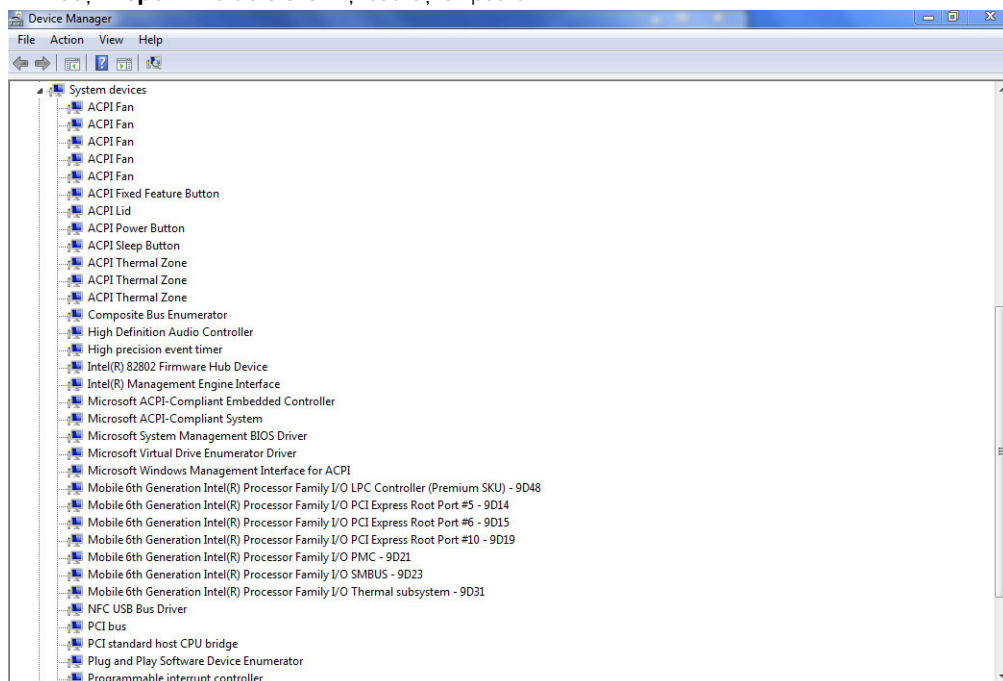 Device Manager
File Action View Help
System devices
ACPI Fan
ACPI Fan
ACPI Fan
ACPI Fan
ACPI Fan
ACPI Fixed Feature Button
ACPI Lid
ACPI Power Button
ACPI Sleep Button
ACPI Thermal Zone
ACPI Thermal Zone
ACPI Thermal Zone
Composite Bus Enumerator
High Definition Audio Controller
High precision event timer
Intel(R) 82802 Firmware Hub Device
Intel(R) Management Engine Interface
Microsoft ACPI-Compliant Embedded Controller
Microsoft ACPI-Compliant System
Microsoft System Management BIOS Driver
Microsoft Virtual Drive Enumerator Driver
Microsoft Windows Management Interface for ACPI
Mobile 6th Generation Intel(R) Processor Family I/O LPC Controller (Premium SKU) - 9D48
Mobile 6th Generation Intel(R) Processor Family I/O PCI Express Root Port #5 - 9D14
Mobile 6th Generation Intel(R) Processor Family I/O PCI Express Root Port #6 - 9D15
Mobile 6th Generation Intel(R) Processor Family I/O PCI Express Root Port #10 - 9D19
Mobile 6th Generation Intel(R) Processor Family I/O PMC - 9D21
Mobile 6th Generation Intel(R) Processor Family I/O SMBUS - 9D23
Mobile 6th Generation Intel(R) Processor Family I/O Thermal subsystem - 9D31
NFC USB Bus Driver
PCI bus
PCI standard host CPU bridge
Plug and Play Software Device Enumerator
Programmable interrupt controller